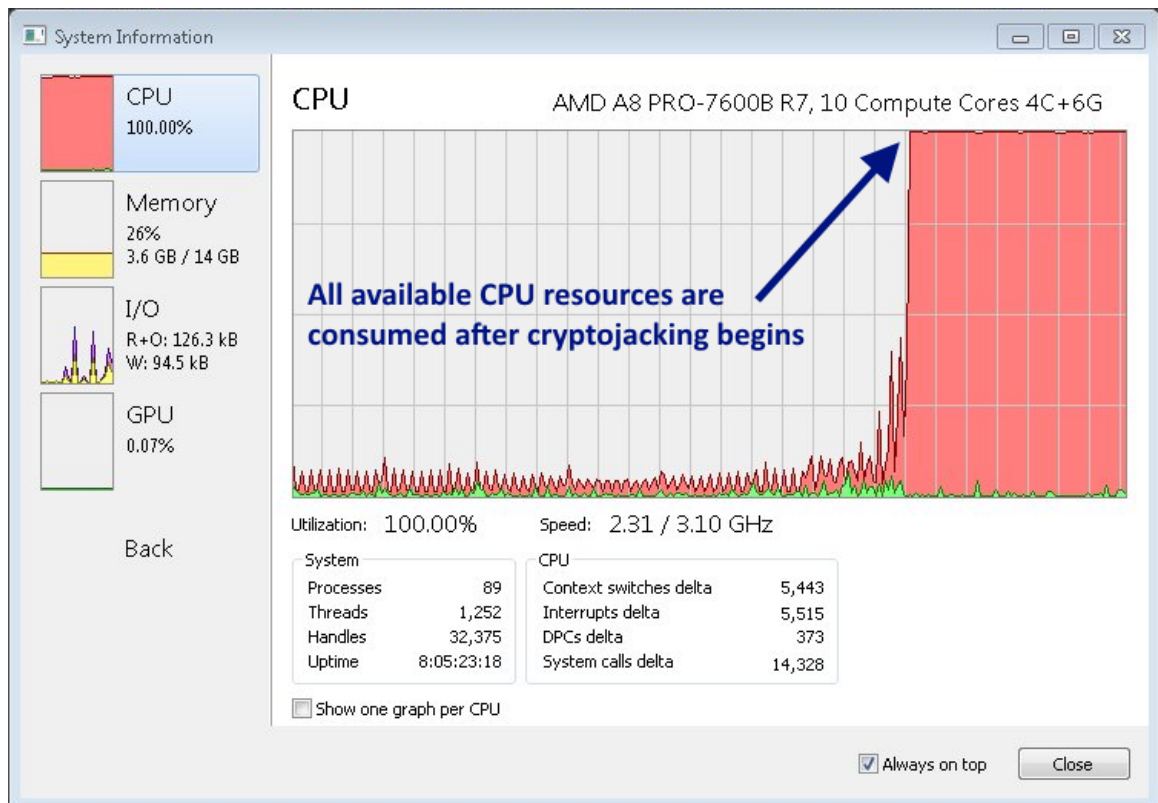 System Information
CPU
100.00%
Memory
26%
3.6 GB / 14 GB
I/O
R+O: 126.3 kB
W: 94.5 kB
GPU
0.07%
Back
CPU
AMD A8 PRO-7600B R7, 10 Compute Cores 4C+6G
All available CPU resources are
consumed after cryptojacking begins
Utilization: 100.00% Speed: 2.31 / 3.10 GHz
System
Processes 89
Threads 1,252
Handles 32,375
Uptime 8:05:23:18
CPU
Context switches delta 5,443
Interrupts delta 5,515
DPCs delta 373
System calls delta 14,328
Show one graph per CPU
Always on top
Close